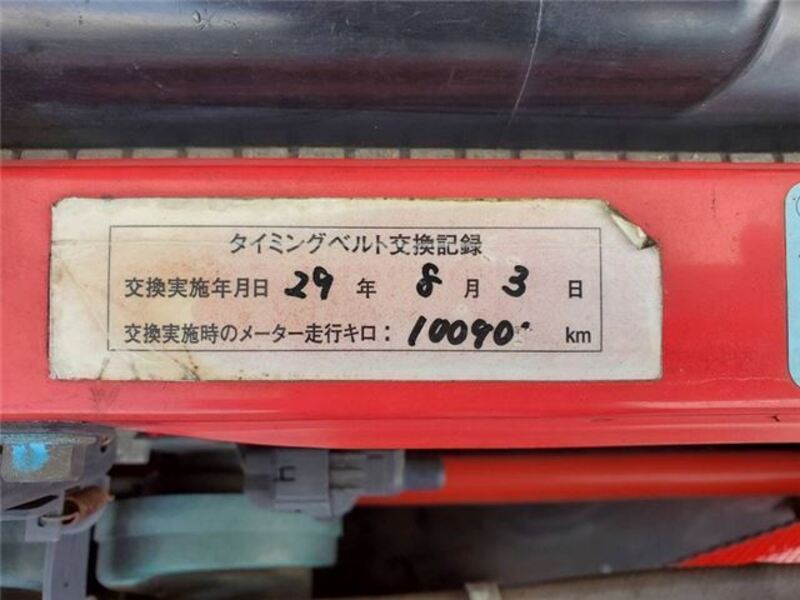 タイミングベルト交換記録
交換実施年月日 29 年 8 月 3 日
交換実施時のメーター走行キロ: 10090 km